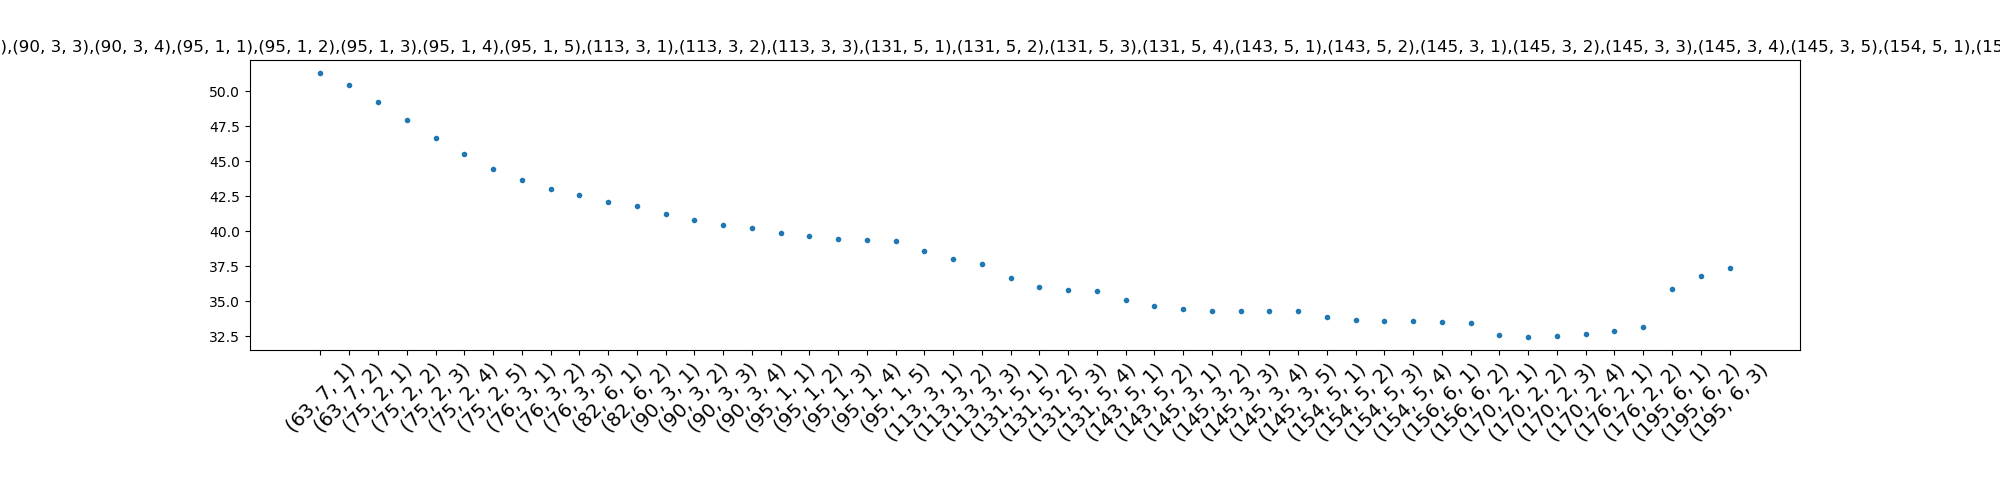 ),(90, 3, 3),(90, 3, 4),(95, 1, 1),(95, 1, 2),(95, 1, 3),(95, 1, 4),(95, 1, 5),(113, 3, 1),(113, 3, 2),(113, 3, 3),(131, 5, 1),(131, 5, 2),(131, 5, 3),(131, 5, 4),(143, 5, 1),(143, 5, 2),(145, 3, 1),(145, 3, 2),(145, 3, 3),(145, 3, 4),(145, 3, 5),(154, 5, 1),(15
50.0
47.5
45.0
42.5
40.0
37.5
35.0
32.5
(63, 7, 1)
(63, 7, 2)
(75, 2, 1)
(75, 2, 2)
(75, 2, 3)
(75, 2, 4)
(75, 2, 5)
(76, 3, 1)
(76, 3, 2)
(76, 3, 3)
(82, 6, 1)
(82, 6, 2)
(90, 3, 1)
(90, 3, 2)
(90, 3, 3)
(90, 3, 4)
(95, 1, 1)
(95, 1, 2)
(95, 1, 3)
(95, 1, 4)
(95, 1, 5)
(113, 3, 1)
(113, 3, 2)
(113, 3, 3)
(131, 5, 1)
(131, 5, 2)
(131, 5, 3)
(131, 5, 4)
(143, 5, 1)
(143, 5, 2)
(145, 3, 1)
(145, 3, 2)
(145, 3, 3)
(145, 3, 4)
(145, 3, 5)
(154, 5, 1)
(154, 5, 2)
(154, 5, 3)
(154, 5, 4)
(156, 6, 1)
(156, 6, 2)
(170, 2, 1)
(170, 2, 2)
(170, 2, 3)
(170, 2, 4)
(176, 2, 1)
(176, 2, 2)
(195, 6, 1)
(195, 6, 2)
(195, 6, 3)